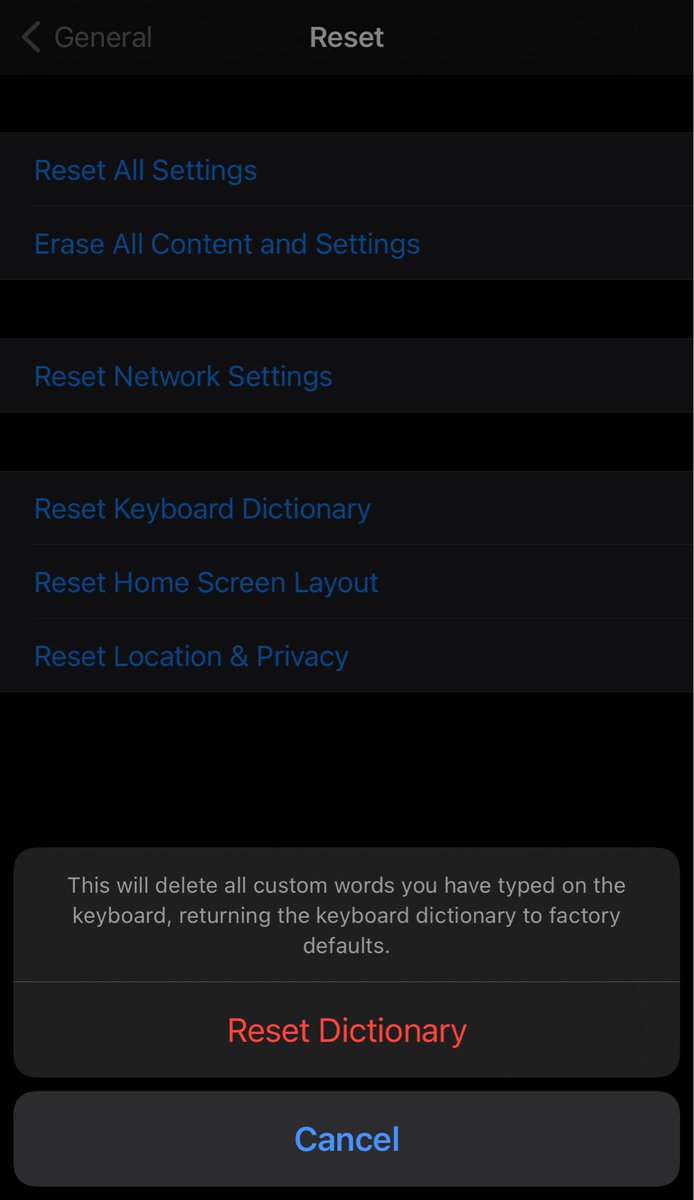 General
Reset
Reset All Settings
Erase All Content and Settings
Reset Network Settings
Reset Keyboard Dictionary
Reset Home Screen Layout
Reset Location & Privacy
This will delete all custom words you have typed on the
keyboard, returning the keyboard dictionary to factory
defaults.
Reset Dictionary
Cancel